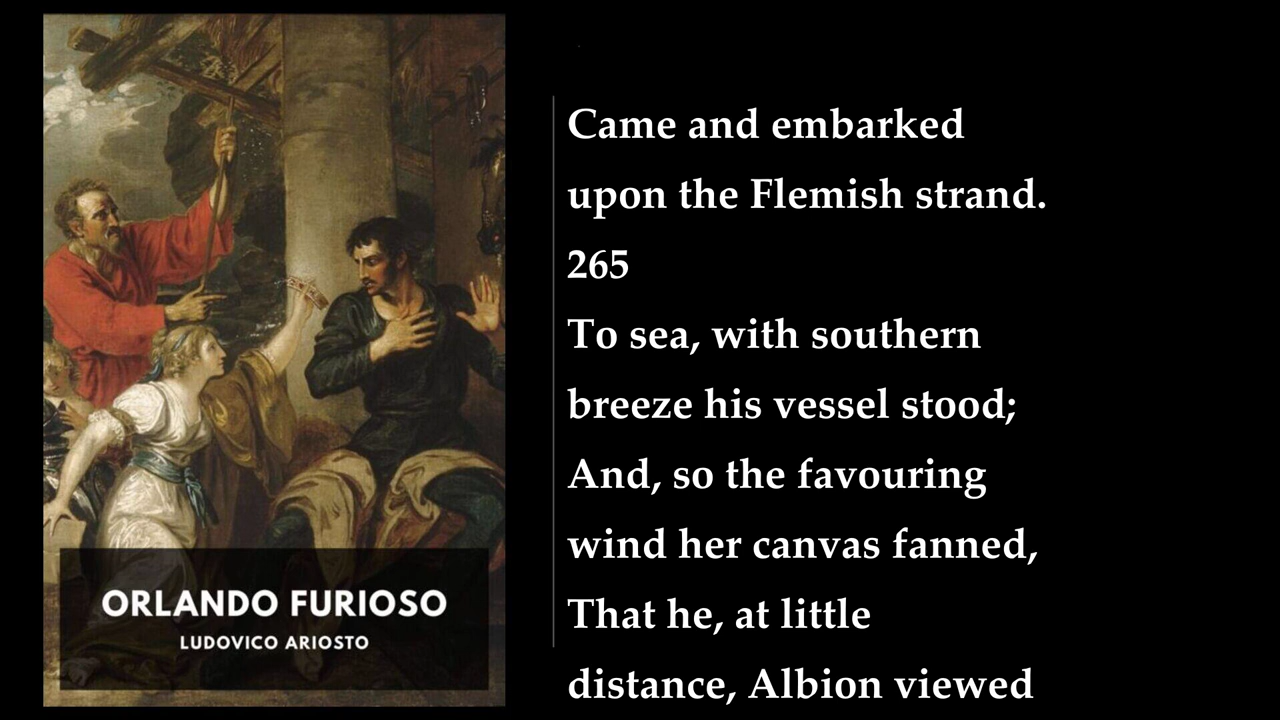 ORLANDO FURIOSO
LUDOVICO ARIOSTO
Came and embarked
upon the Flemish strand.
265
To sea, with southern
breeze his vessel stood;
And, so the favouring
wind her canvas fanned,
That he, at little
distance, Albion viewed